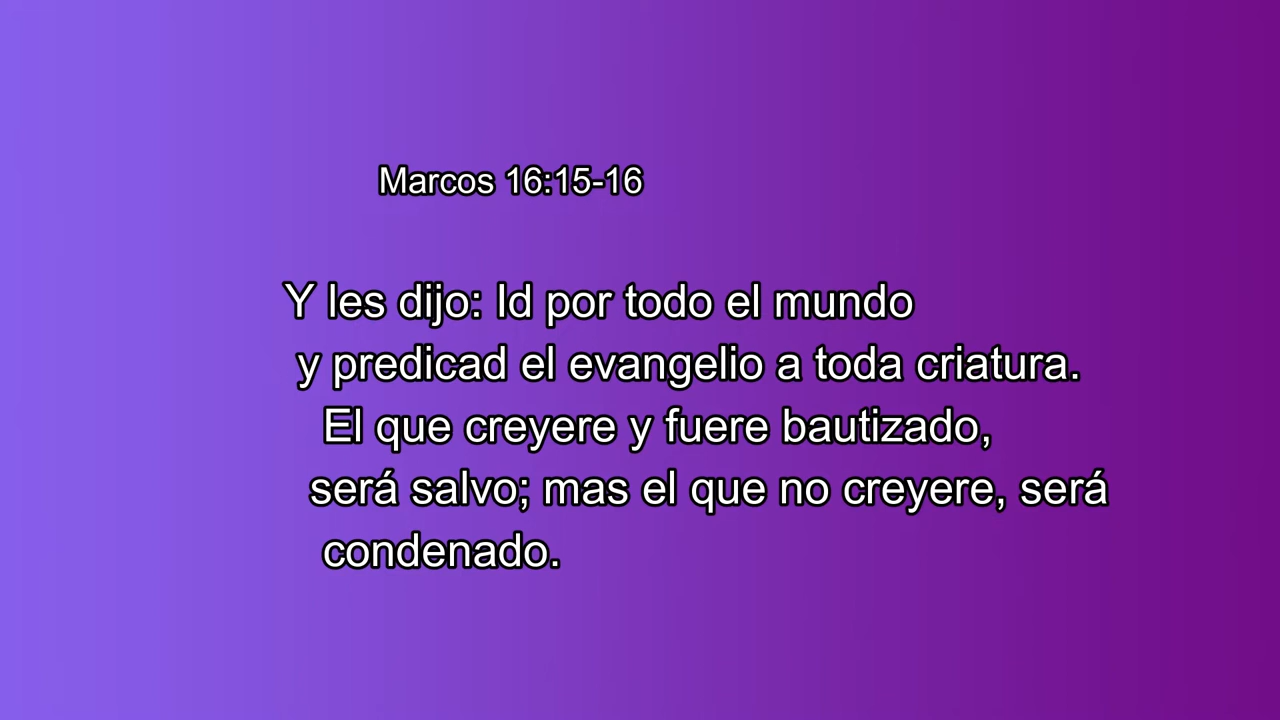 Marcos 16:15-16
Y les dijo: Id por todo el mundo
y predicad el evangelio a toda criatura.
El que creyere y fuere bautizado,
será salvo; mas el que no creyere, será
condenado.